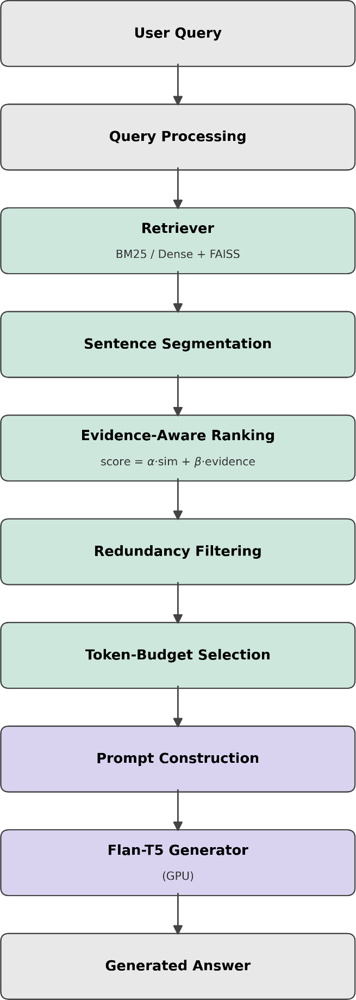 User Query
Query Processing
Retriever
BM25 / Dense + FAISS
Sentence Segmentation
Evidence-Aware Ranking
score = α·sim + β·evidence
Redundancy Filtering
Token-Budget Selection
Prompt Construction
Flan-T5 Generator
(GPU)
Generated Answer